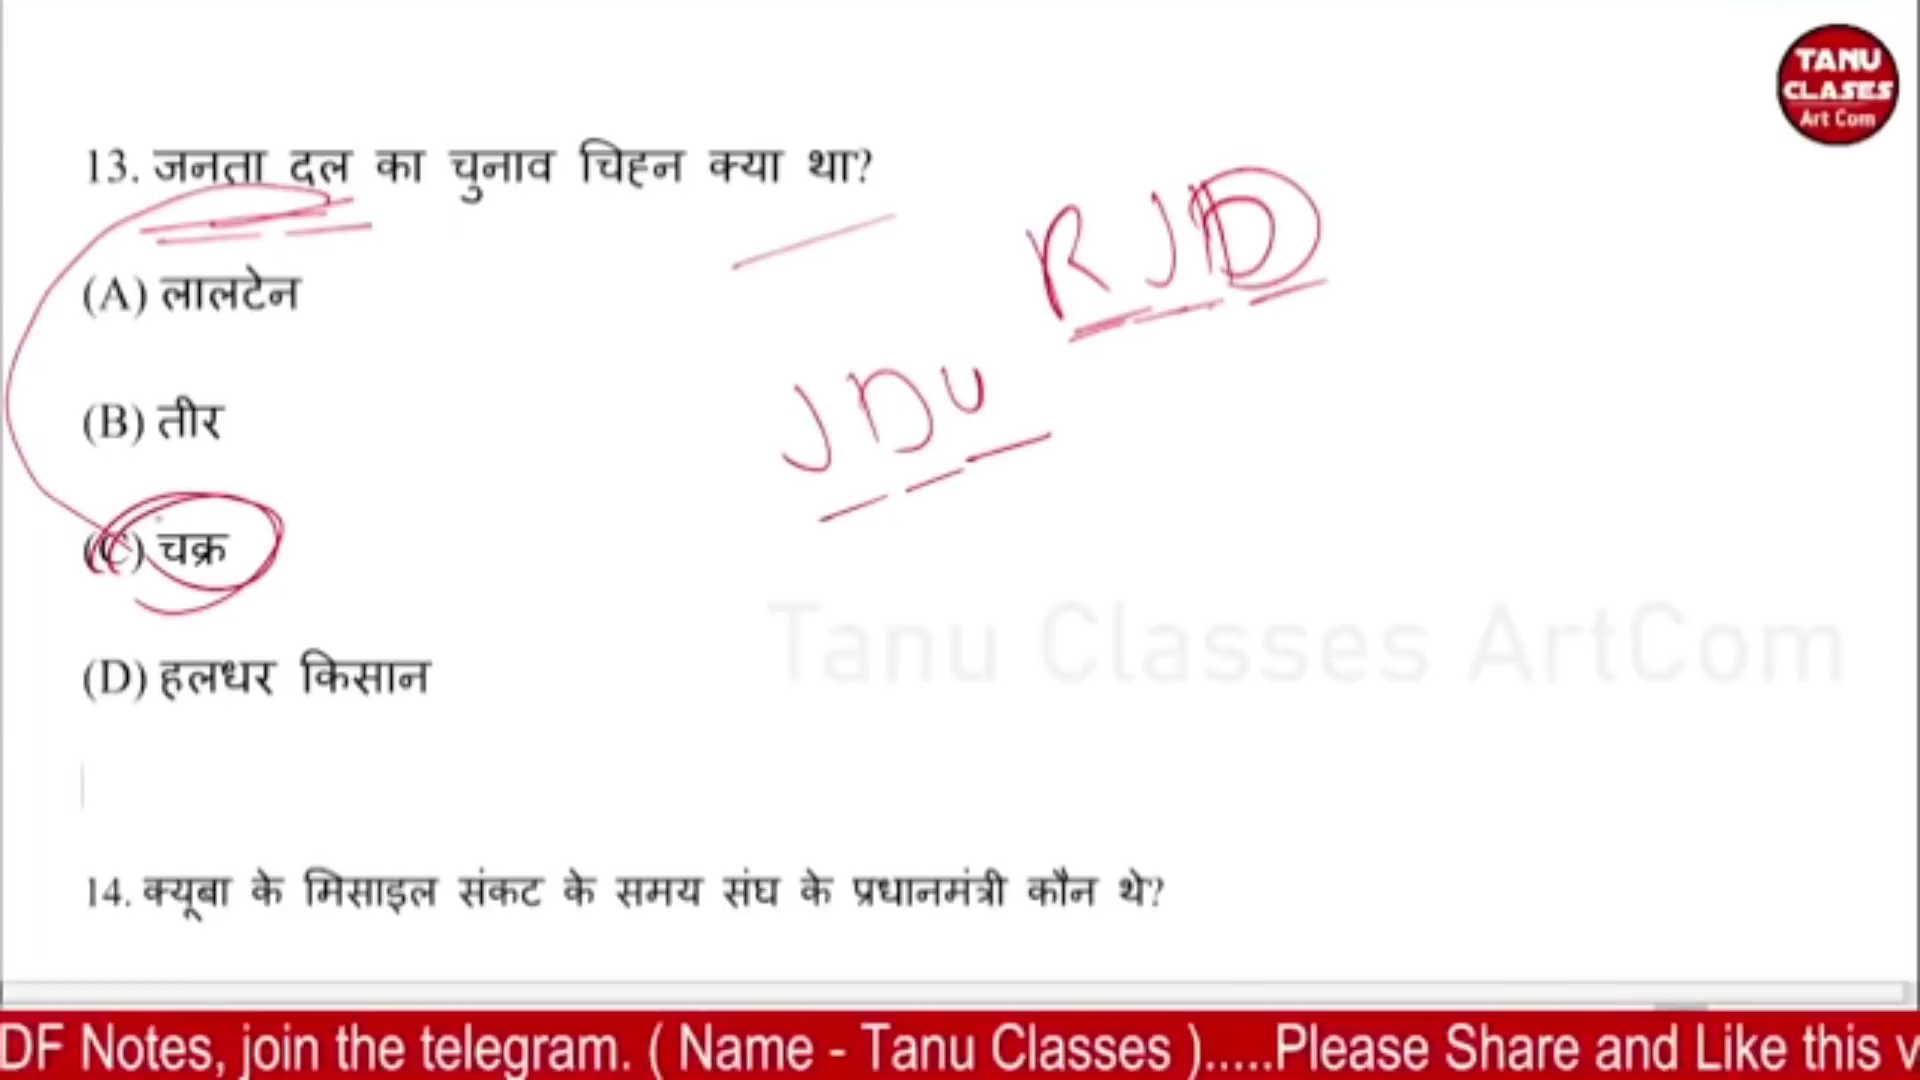 TANU
CLASES
Art Com
13. जनता दल का चुनाव चिह्न क्या था?
RJD
(A) लालटेन
JDU
(B) तीर
(C) चक्र
Tanu Classes ArtCom
(D) हलधर किसान
14. क्यूबा के मिसाइल संकट के समय संघ के प्रधानमंत्री कौन थे?
DF Notes, join the telegram. ( Name - Tanu Classes ).....Please Share and Like this v